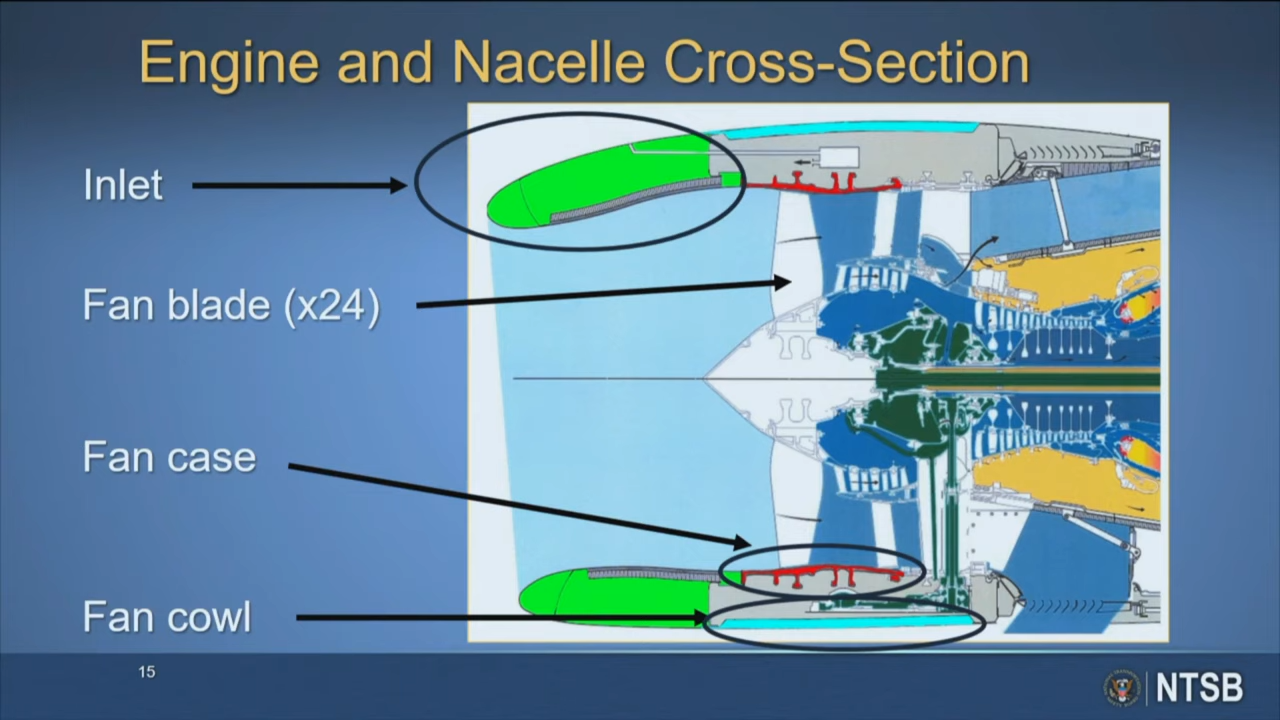 Engine and Nacelle Cross-Section
Inlet
Fan blade (x24)
Fan case
Fan cowl
15
NTSB